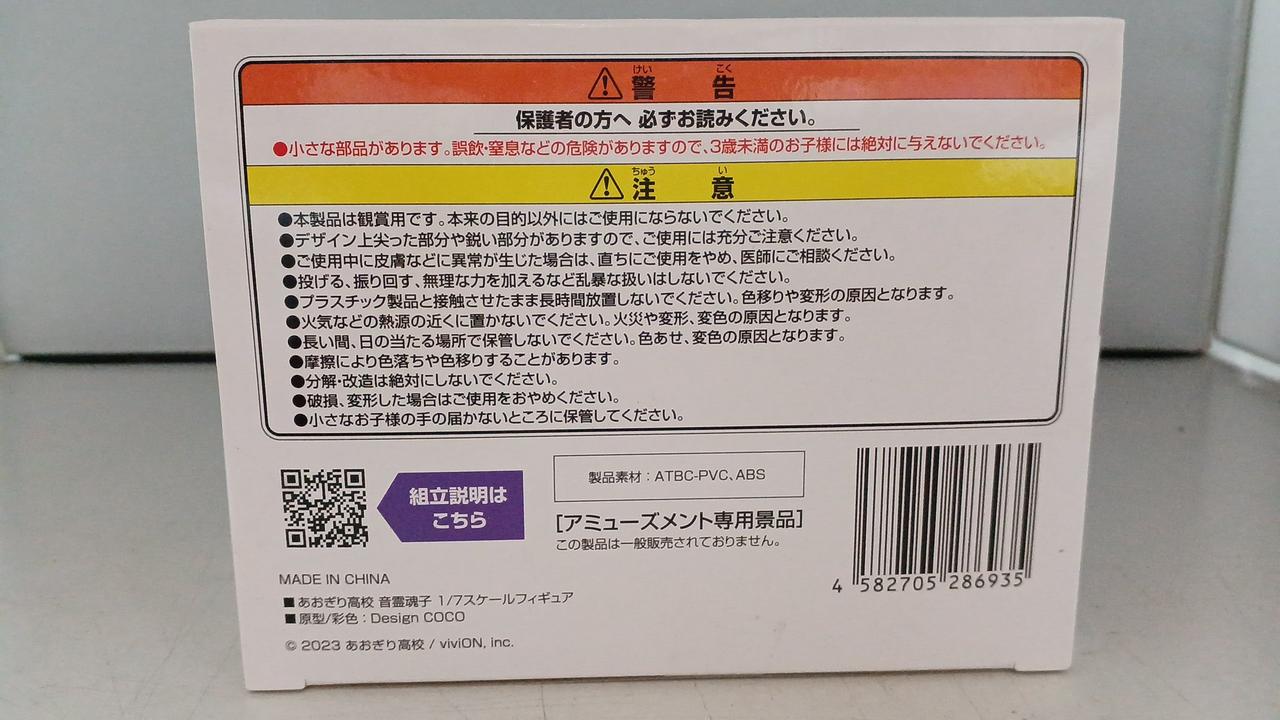 けい こく
⚠警 告
保護者の方へ 必ずお読みください。
●小さな部品があります。誤飲・窒息などの危険がありますので、3歳未満のお子様には絶対に与えないでください。
ちゅう い
⚠注 意
●本製品は観賞用です。本来の目的以外にはご使用にならないでください。
●デザイン上尖った部分や鋭い部分がありますので、ご使用には充分ご注意ください。
●ご使用中に皮膚などに異常が生じた場合は、直ちにご使用をやめ、医師にご相談ください。
●投げる、振り回す、無理な力を加えるなど乱暴な扱いはしないでください。
●プラスチック製品と接触させたまま長時間放置しないでください。色移りや変形の原因となります。
●火気などの熱源の近くに置かないでください。火災や変形、変色の原因となります。
●長い間、日の当たる場所で保管しないでください。色あせ、変色の原因となります。
●摩擦により色落ちや色移りすることがあります。
●分解・改造は絶対にしないでください。
●破損、変形した場合はご使用をおやめください。
●小さなお子様の手の届かないところに保管してください。
組立説明は
こちら
製品素材：ATBC-PVC、ABS
[アミューズメント専用景品]
この製品は一般販売されておりません。
4 582705 286935
MADE IN CHINA
■あおぎり高校 音霊魂子 1/7スケールフィギュア
■原型/彩色：Design COCO
© 2023 あおぎり高校 / viviON, inc.